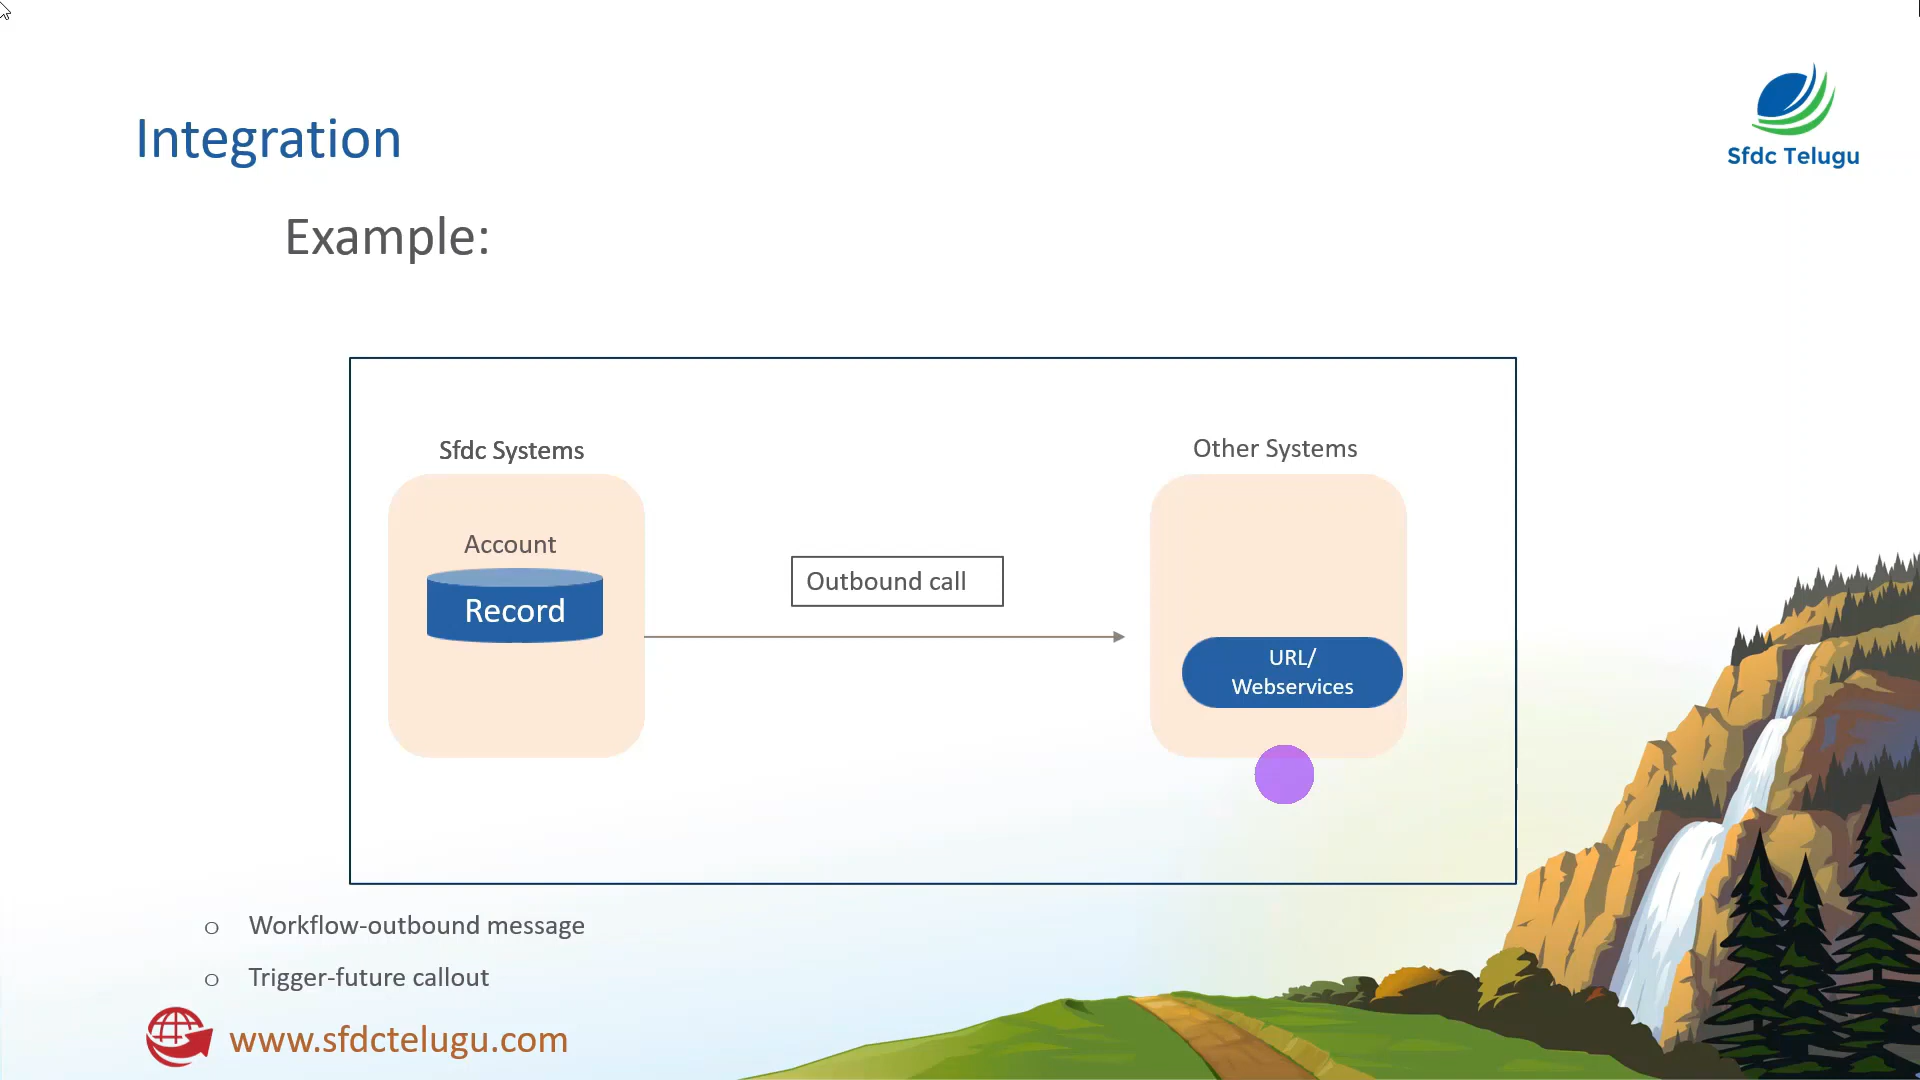 Integration
Sfdc Telugu
Example:
Sfdc Systems
Other Systems
Account
Record
Outbound call
URL/
Webservices
o Workflow-outbound message
o Trigger-future callout
www.sfdctelugu.com